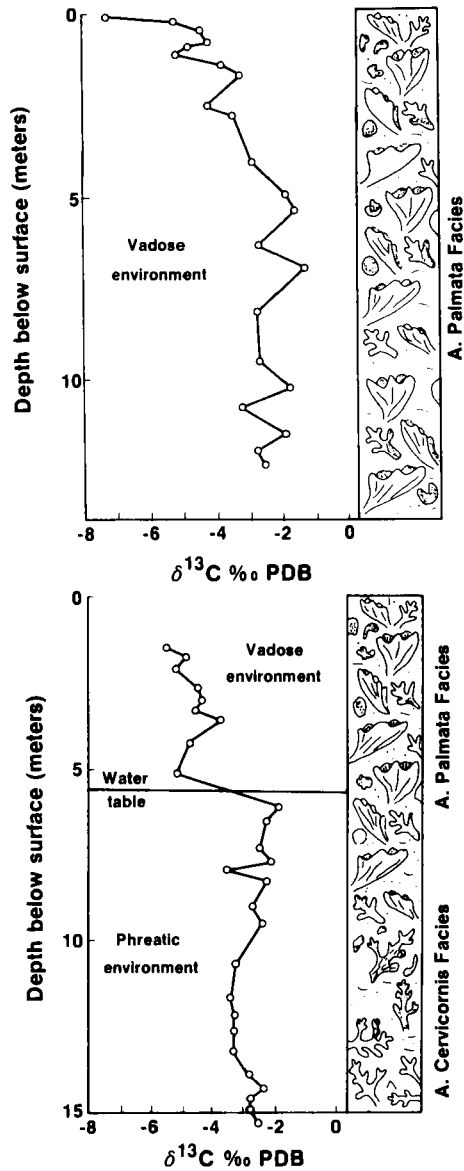 0
5
10
Depth below surface (meters)
Vadose
environment
A. Palmata Facies
-8 -6 -4 -2 0
δ13C ‰ PDB
0
5
10
15
Depth below surface (meters)
Vadose
environment
Water
table
Phreatic
environment
A. Palmata Facies
A. Cervicornis Facies
-8 -6 -4 -2 0
δ13C ‰ PDB